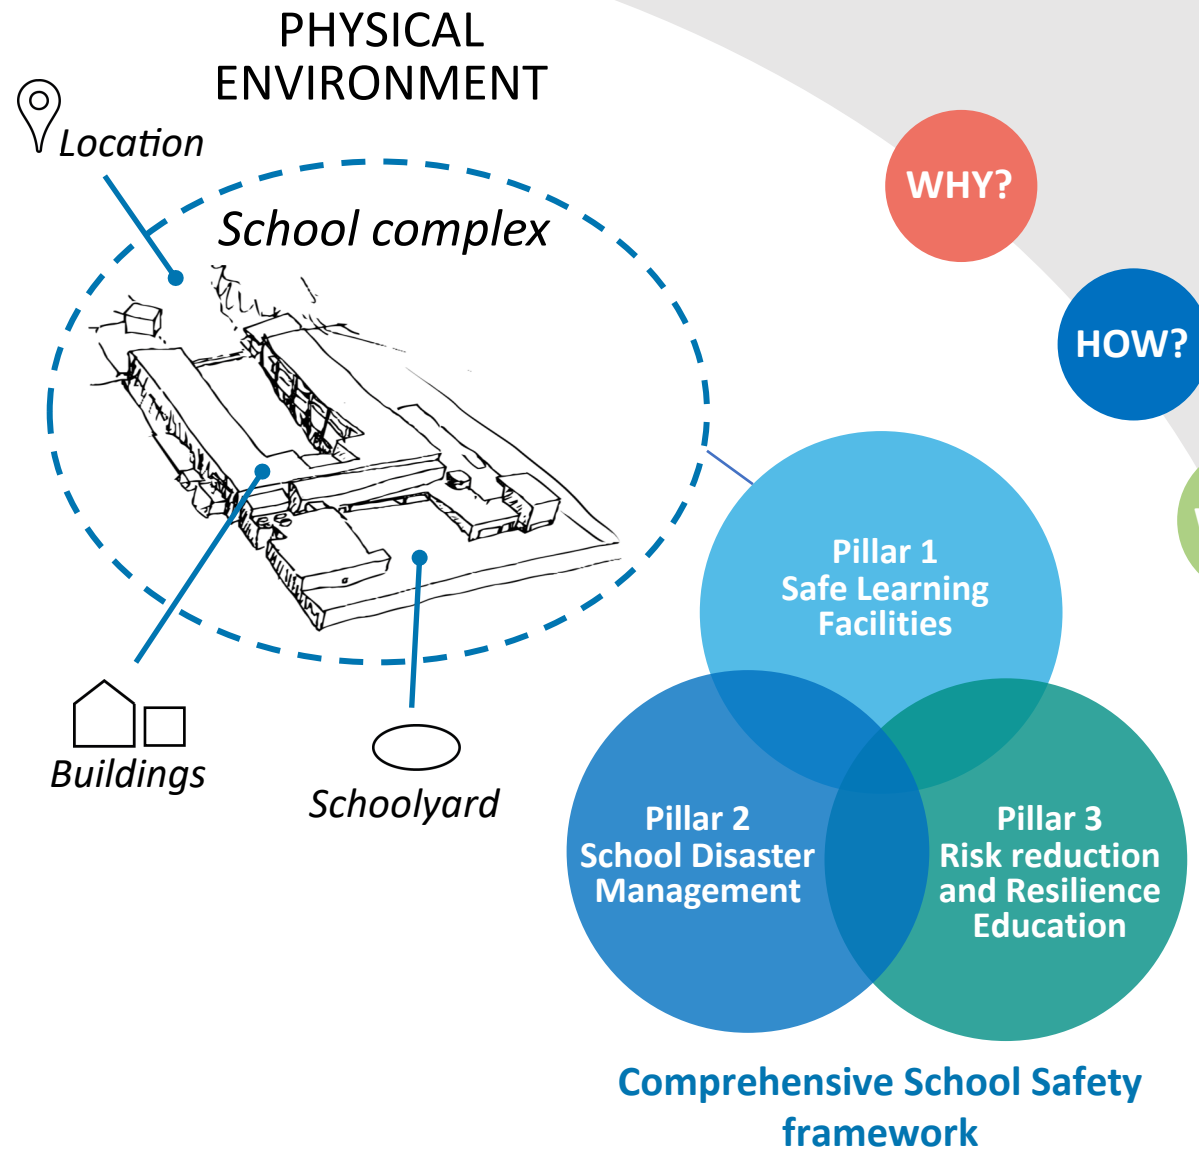 PHYSICAL
ENVIRONMENT
Location
School complex
WHY?
HOW?
Buildings
Schoolyard
Pillar 1
Safe Learning
Facilities
Pillar 2
School Disaster
Management
Pillar 3
Risk reduction
and Resilience
Education
Comprehensive School Safety
framework